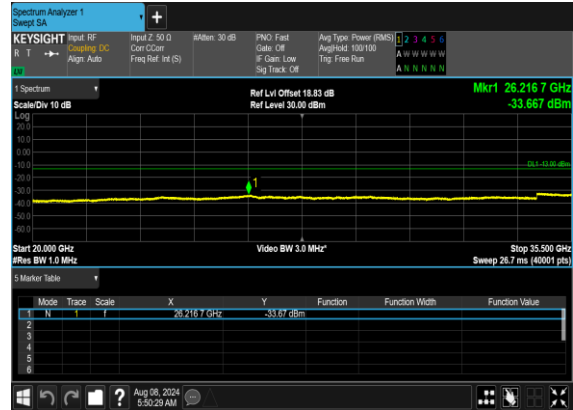 Spectrum Analyzer 1
Swept SA
+
KEYSIGHT Input: RF Input Z: 50 Ω #Atten: 30 dB PNO: Fast Avg Type: Power (RMS) 1 2 3 4 5 6
R T Coupling: DC Corr CCorr Gate: Off Avg|Hold: 100/100 A W W W W W
Align: Auto Freq Ref: Int (S) IF Gain: Low Trig: Free Run
LM Sig Track: Off A N N N N N
1 Spectrum Ref Lvl Offset 18.83 dB Mkr1 26.216 7 GHz
Scale/Div 10 dB Ref Level 30.00 dBm -33.667 dBm
Log
20.0
10.0
0.00
-10.0 DL1 -13.00 dBm
-20.0
-30.0 1
-40.0
-50.0
-60.0
Start 20.000 GHz Video BW 3.0 MHz* Stop 35.500 GHz
#Res BW 1.0 MHz Sweep 26.7 ms (40001 pts)
5 Marker Table
Mode Trace Scale X Y Function Function Width Function Value
1 N 1 f 26.216 7 GHz -33.67 dBm
2
3
4
5
6
? Aug 08, 2024
5:50:29 AM